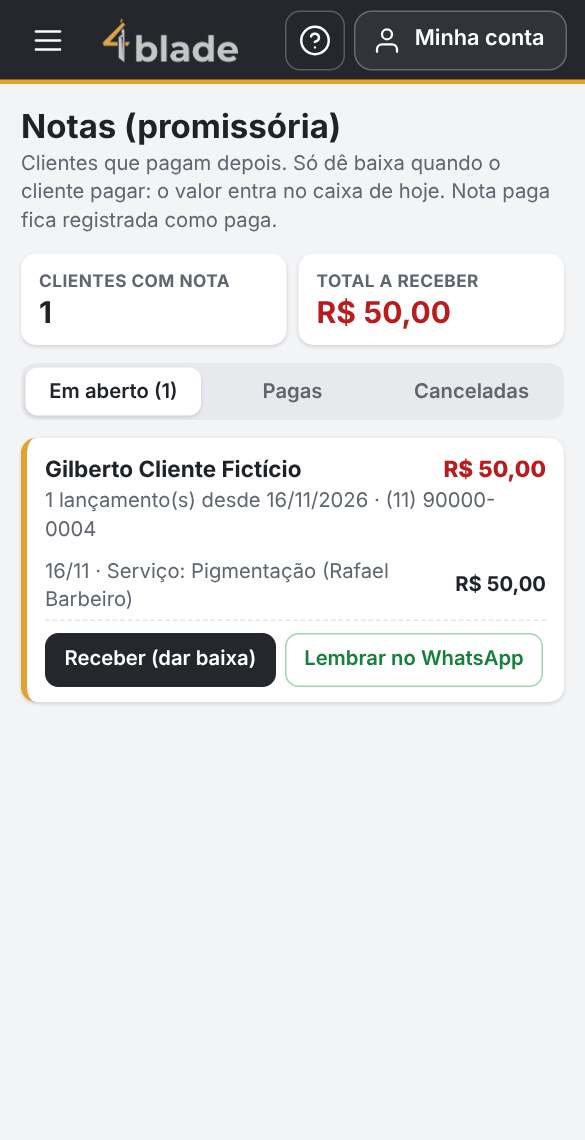 4blade
Minha conta
Notas (promissória)
Clientes que pagam depois. Só dê baixa quando o
cliente pagar: o valor entra no caixa de hoje. Nota paga
fica registrada como paga.
CLIENTES COM NOTA
1
TOTAL A RECEBER
R$ 50,00
Em aberto (1)
Pagas
Canceladas
Gilberto Cliente Fictício
R$ 50,00
1 lançamento(s) desde 16/11/2026 · (11) 90000-
0004
16/11 · Serviço: Pigmentação (Rafael
Barbeiro)
R$ 50,00
Receber (dar baixa)
Lembrar no WhatsApp